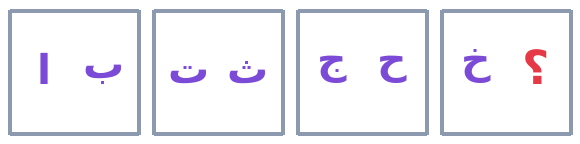 ا ب ت ث ج ح خ ؟